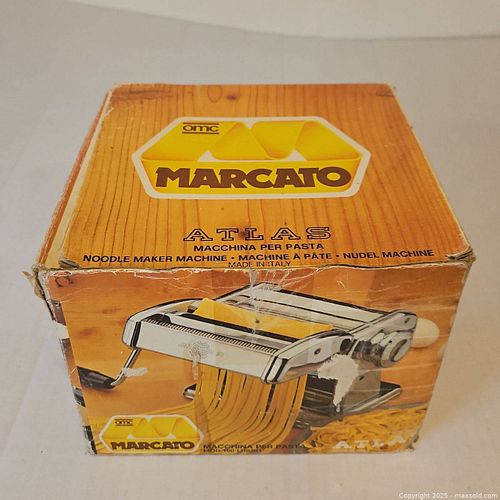 omc
MARCATO
ATLAS
MACCHINA PER PASTA
NOODLE MAKER MACHINE • MACHINE À PÂTE • NUDEL MACHINE
MADE IN ITALY
omc
MARCATO
MACCHINA PER PASTA
ATLA
Copyright © 2025 - maxsold.com